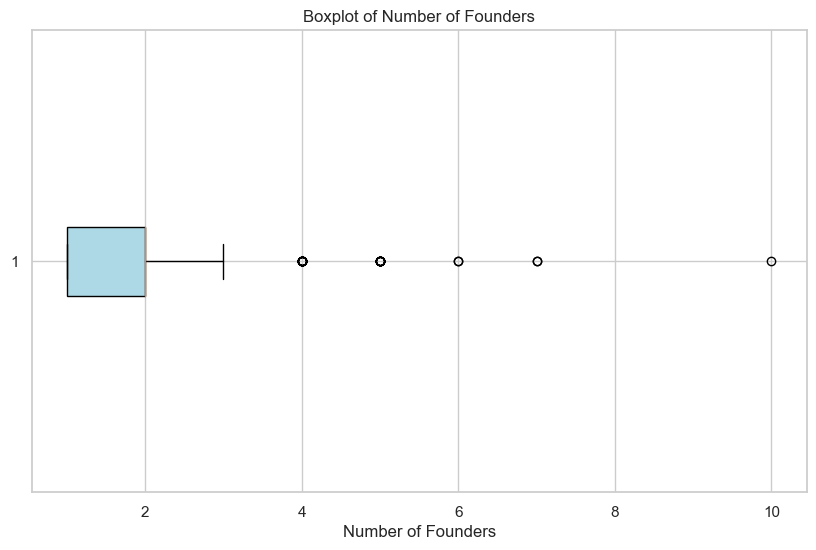 Boxplot of Number of Founders
1
2 4 6 8 10
Number of Founders